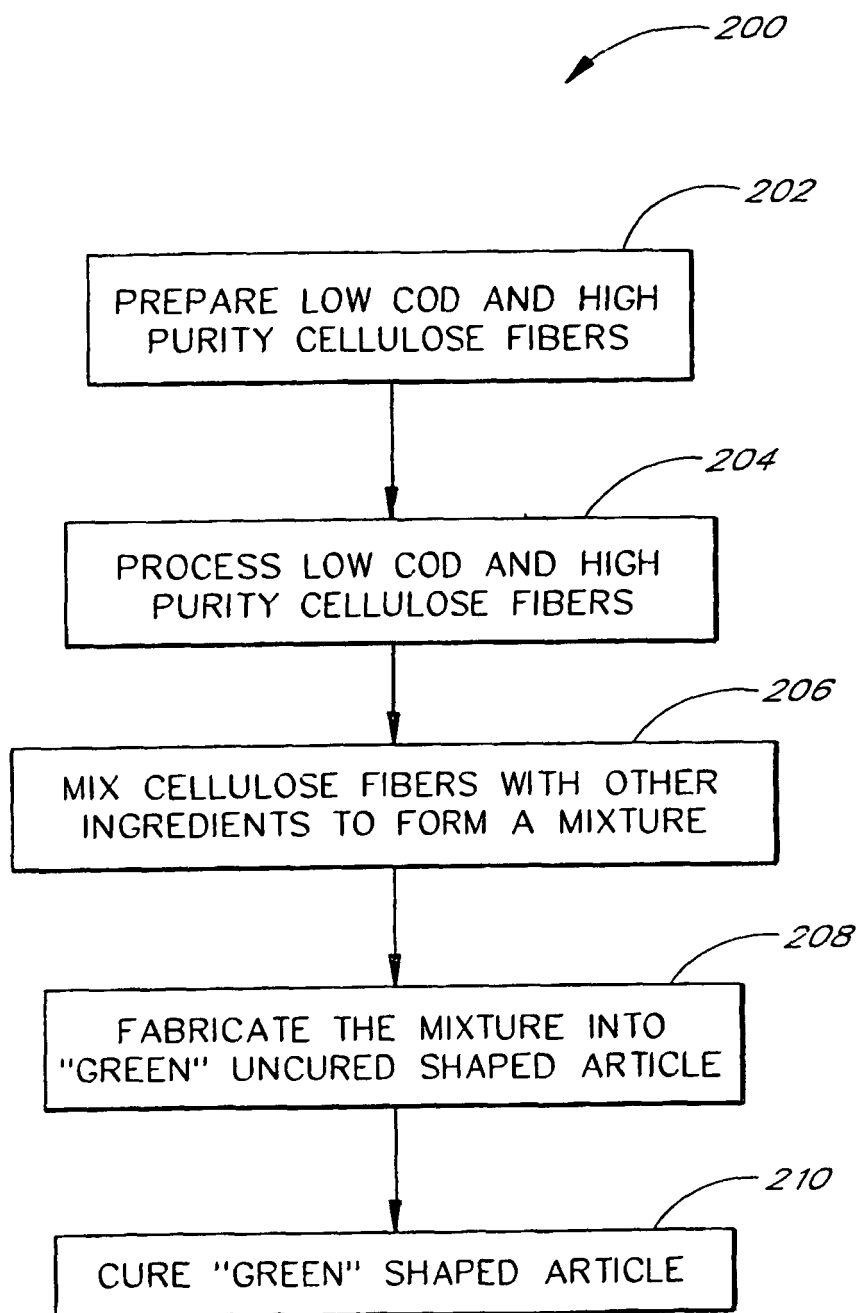 200
202
PREPARE LOW COD AND HIGH
PURITY CELLULOSE FIBERS
204
PROCESS LOW COD AND HIGH
PURITY CELLULOSE FIBERS
206
MIX CELLULOSE FIBERS WITH OTHER
INGREDIENTS TO FORM A MIXTURE
208
FABRICATE THE MIXTURE INTO
"GREEN" UNCURED SHAPED ARTICLE
210
CURE "GREEN" SHAPED ARTICLE